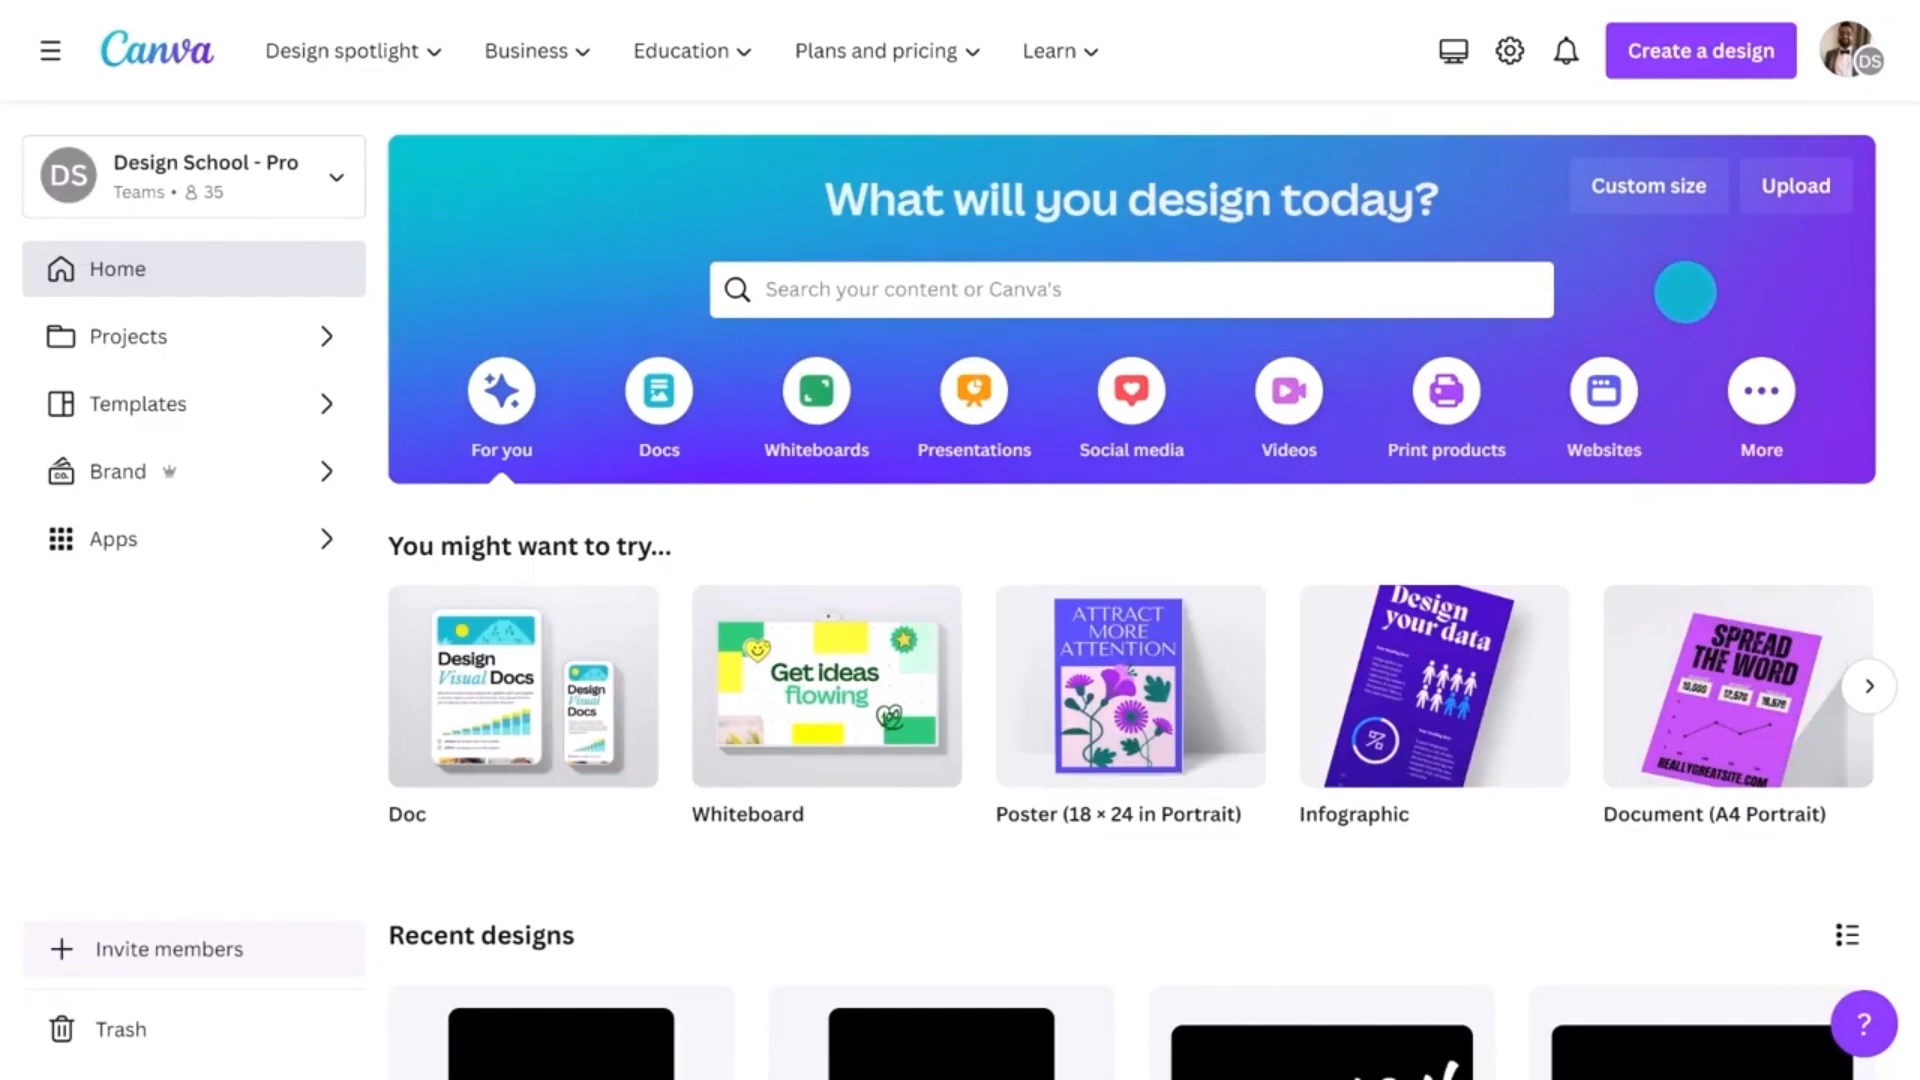 Canva
Design spotlight
Business
Education
Plans and pricing
Learn
Create a design
DS
DS
Design School - Pro
Teams • 35
Home
Projects
Templates
Brand
CO.
Apps
Invite members
Trash
What will you design today?
Custom size
Upload
Search your content or Canva's
For you
Docs
Whiteboards
Presentations
Social media
Videos
Print products
Websites
More
You might want to try...
Design
Visual Docs
Design
Visual
Docs
Doc
Get ideas
flowing
100
Whiteboard
ATTRACT
MORE
ATTENTION
Poster (18 × 24 in Portrait)
Design
your data
%
Infographic
SPREAD
THE WORD
REALLYGREATSITE.COM
Document (A4 Portrait)
Recent designs
?